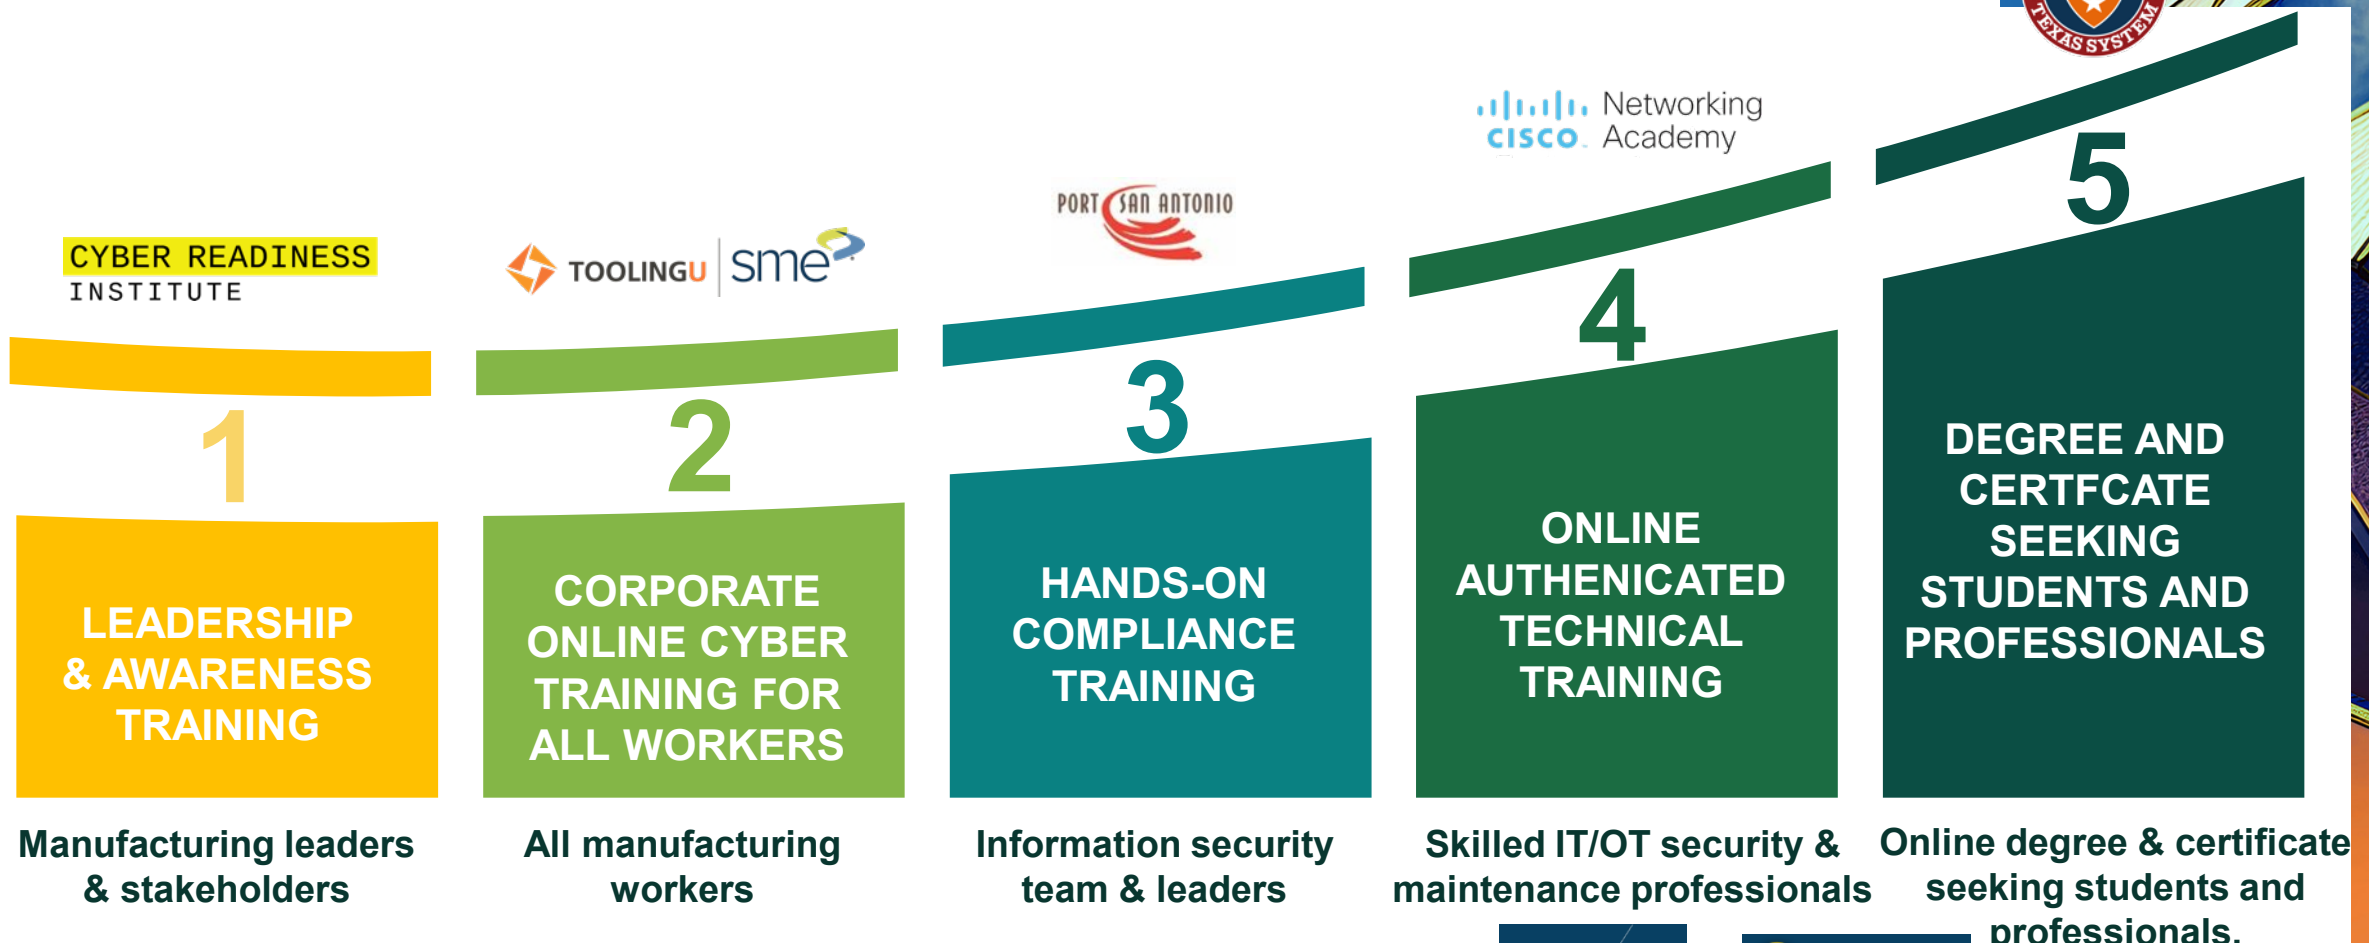 CYBER READINESS
INSTITUTE
1
LEADERSHIP
& AWARENESS
TRAINING
Manufacturing leaders
& stakeholders
TOOLINGU sme
2
CORPORATE
ONLINE CYBER
TRAINING FOR
ALL WORKERS
All manufacturing
workers
PORT SAN ANTONIO
3
HANDS-ON
COMPLIANCE
TRAINING
Information security
team & leaders
Networking
CISCO Academy
4
ONLINE
AUTHENICATED
TECHNICAL
TRAINING
Skilled IT/OT security &
maintenance professionals
TEXAS SYSTEM
5
DEGREE AND
CERTFCATE
SEEKING
STUDENTS AND
PROFESSIONALS
Online degree & certificate
seeking students and
professionals.